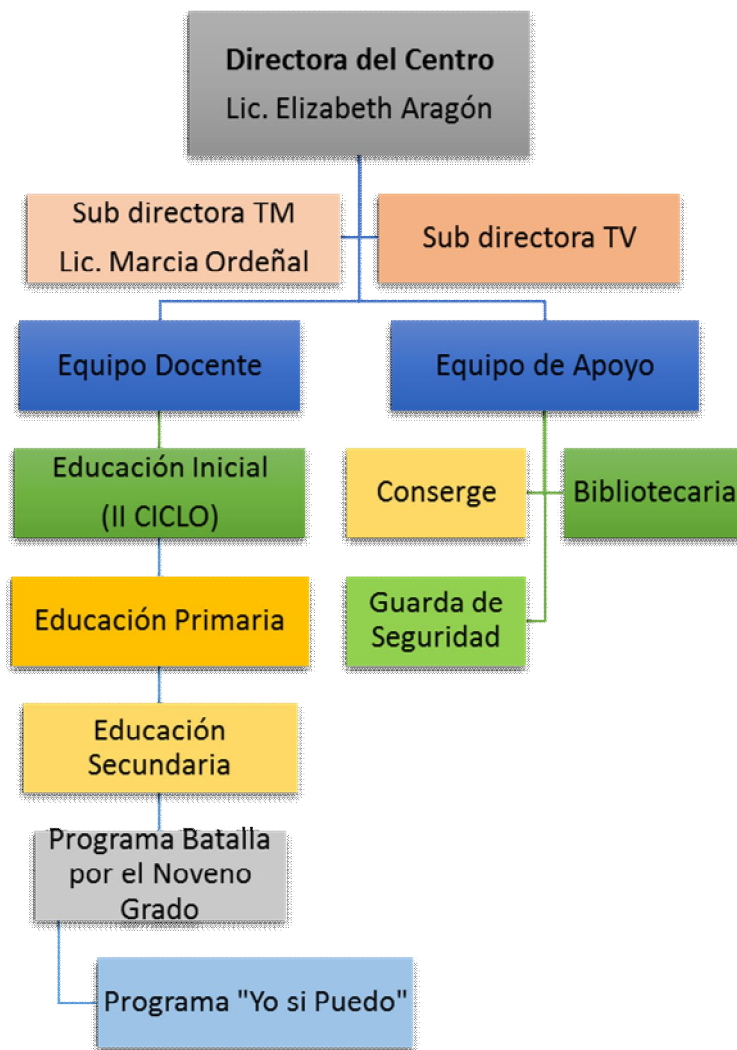 Directora del Centro
Lic. Elizabeth Aragón
Sub directora TM
Lic. Marcia Ordeñal
Sub directora TV
Equipo Docente
Equipo de Apoyo
Educación Inicial
(II CICLO)
Conserge
Bibliotecaria
Educación Primaria
Guarda de
Seguridad
Educación
Secundaria
Programa Batalla
por el Noveno
Grado
Programa "Yo si Puedo"